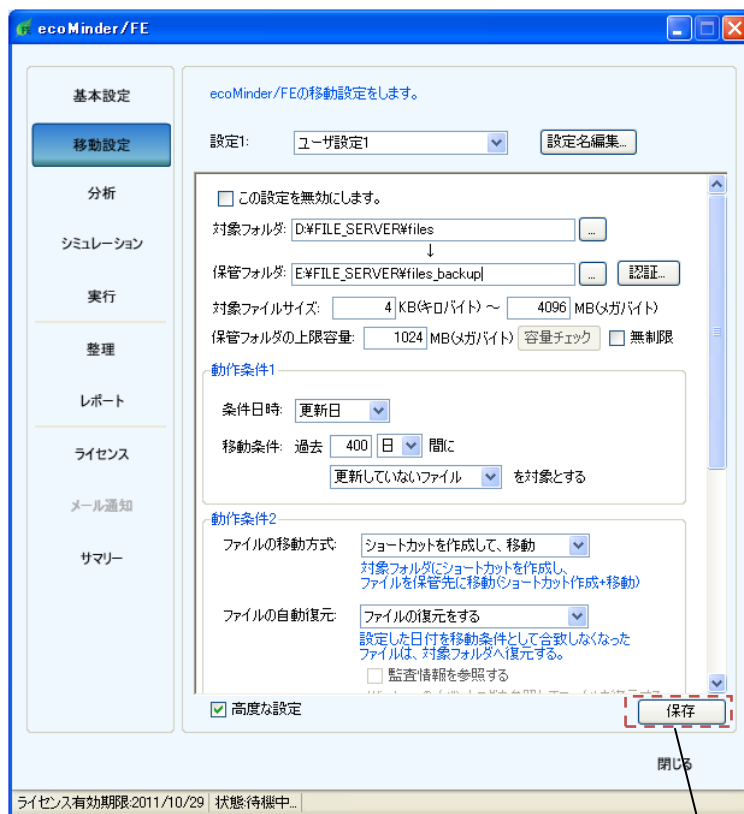 ecoMinder/FE
基本設定
移動設定
分析
シミュレーション
実行
整理
レポート
ライセンス
メール通知
サマリー
ecoMinder/FEの移動設定をします。
設定1: ユーザ設定1 設定名編集...
この設定を無効にします。
対象フォルダ: D:¥FILE_SERVER¥files ...
↓
保管フォルダ: E:¥FILE_SERVER¥files_backup ... 認証...
対象ファイルサイズ: 4 KB(キロバイト) ～ 4096 MB(メガバイト)
保管フォルダの上限容量: 1024 MB(メガバイト) 容量チェック 無制限
動作条件1
条件日時: 更新日
移動条件: 過去 400 日 間に
更新していないファイル を対象とする
動作条件2
ファイルの移動方式: ショートカットを作成して、移動
対象フォルダにショートカットを作成し、
ファイルを保管先に移動(ショートカット作成+移動)
ファイルの自動復元: ファイルの復元をする
設定した日付を移動条件として合致しなくなった
ファイルは、対象フォルダへ復元する。
監査情報を参照する
高度な設定
保存
閉じる
ライセンス有効期限:2011/10/29 状態:待機中...